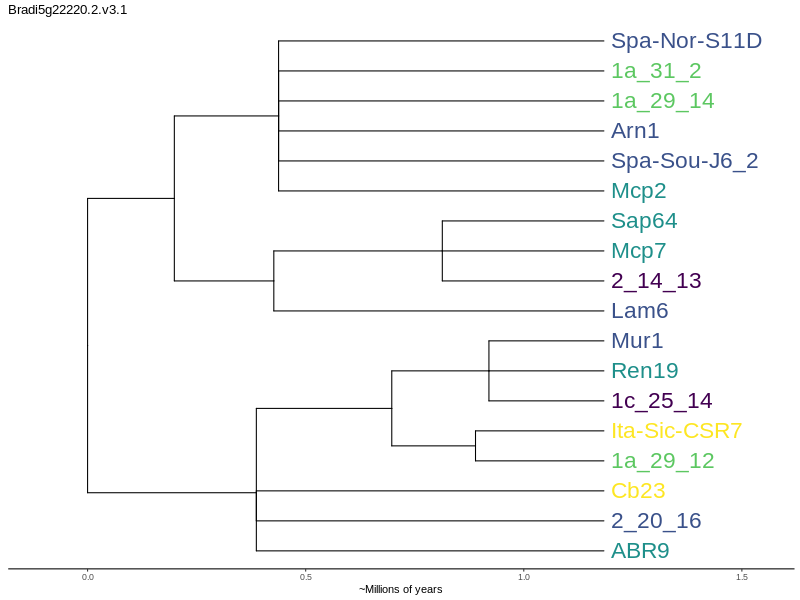 Bradi5g22220.2.v3.1
Spa-Nor-S11D
1a_31_2
1a_29_14
Arn1
Spa-Sou-J6_2
Mcp2
Sap64
Mcp7
2_14_13
Lam6
Mur1
Ren19
1c_25_14
Ita-Sic-CSR7
1a_29_12
Cb23
2_20_16
ABR9
0.0 0.5 1.0 1.5
~Millions of years